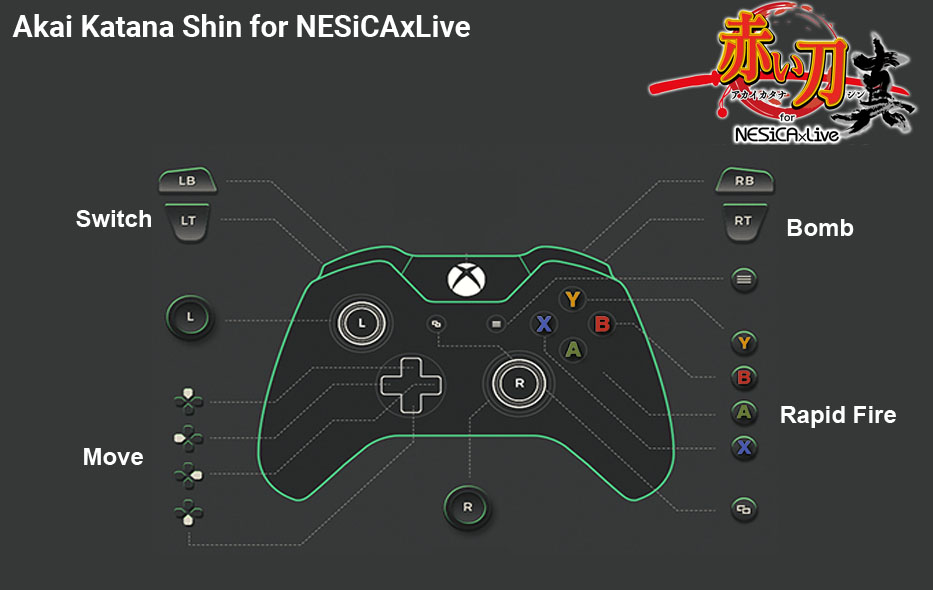 Akai Katana Shin for NESiCAxLive
赤い刀 真
アカイカタナ シン
for
NESiCAxLive
LB
RB
Switch
LT
RT
Bomb
Y
X
B
A
L
L
R
Y
B
A
Rapid Fire
X
Move
R